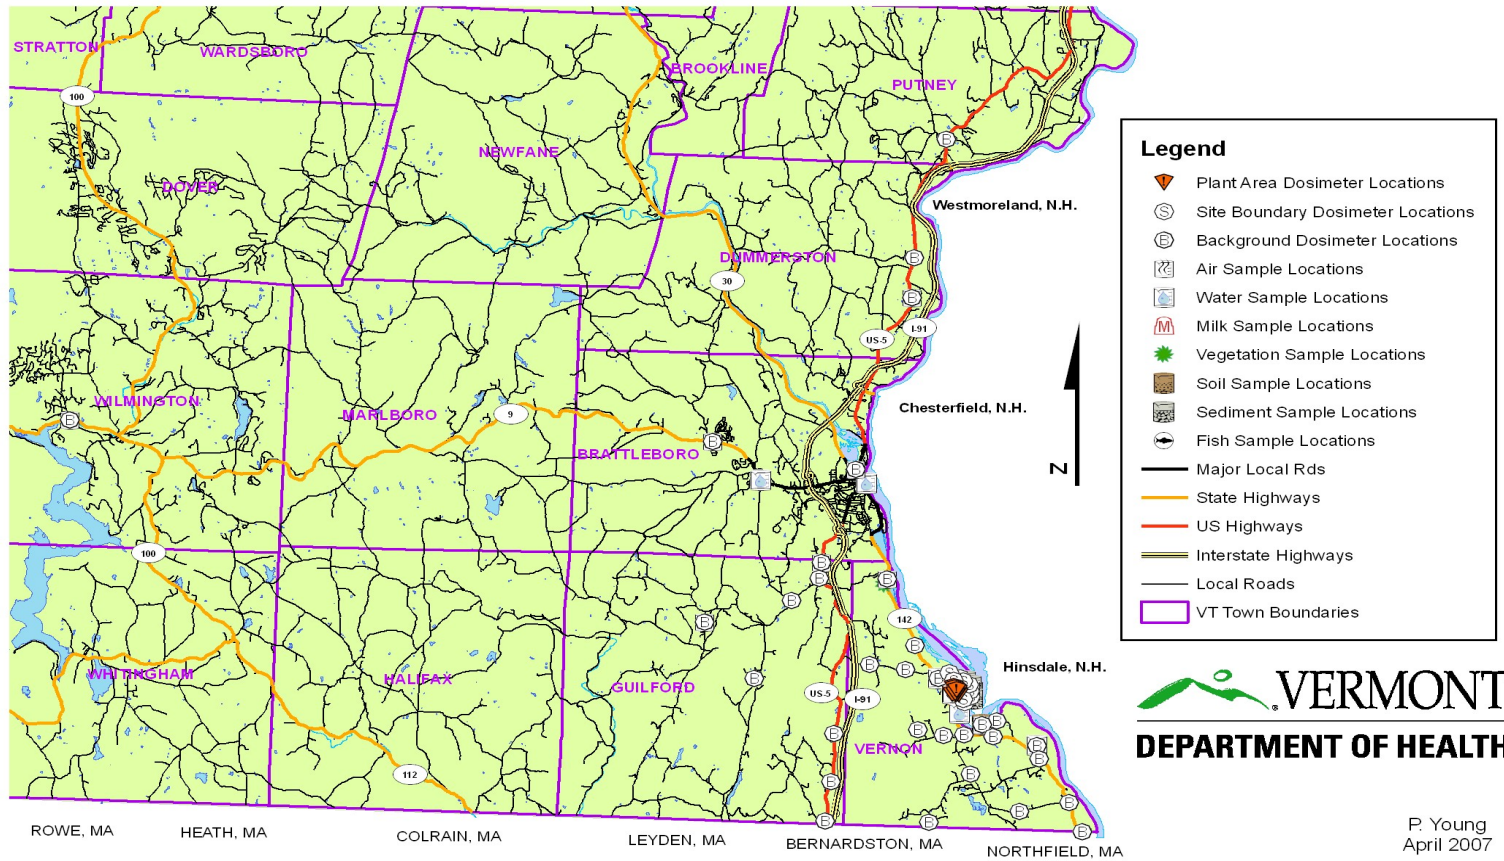 STRATTON
WARDSBORO
BROOKLINE
PUTNEY
100
NEWFANE
DOVER
Westmoreland, N.H.
DUMMERSTON
30
I-91
US-5
WILMINGTON
MARLBORO
9
Chesterfield, N.H.
BRATTLEBORO
Z
100
142
WHITINGHAM
HALIFAX
GUILFORD
US-5
I-91
Hinsdale, N.H.
VERNON
112
ROWE, MA
HEATH, MA
COLRAIN, MA
LEYDEN, MA
BERNARDSTON, MA
NORTHFIELD, MA
Legend
! Plant Area Dosimeter Locations
S Site Boundary Dosimeter Locations
B Background Dosimeter Locations
Air Sample Locations
Water Sample Locations
M Milk Sample Locations
Vegetation Sample Locations
Soil Sample Locations
Sediment Sample Locations
Fish Sample Locations
Major Local Rds
State Highways
US Highways
Interstate Highways
Local Roads
VT Town Boundaries
VERMONT
DEPARTMENT OF HEALTH
P. Young
April 2007